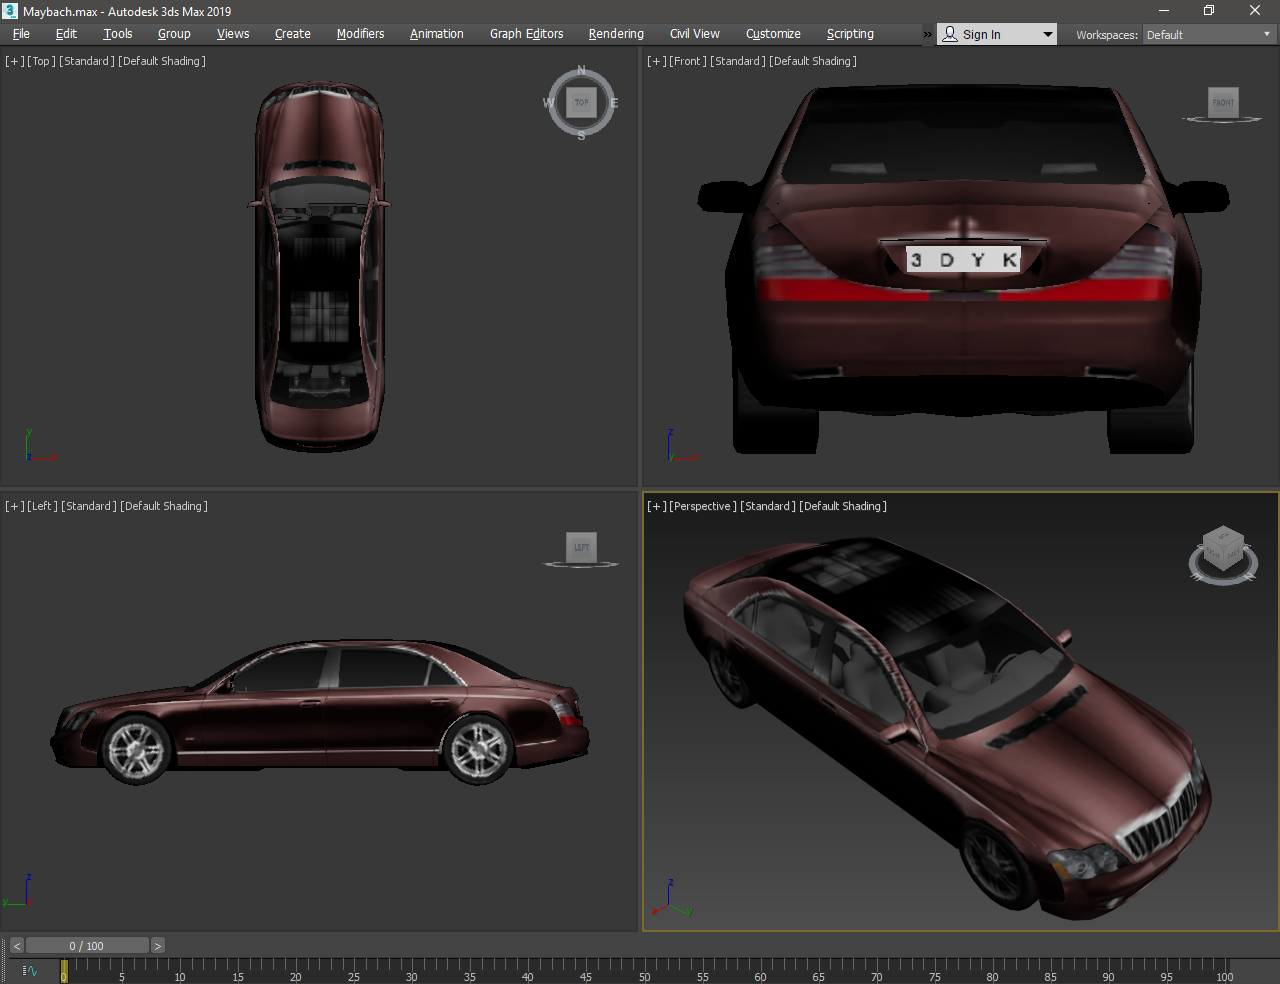 Maybach.max - Autodesk 3ds Max 2019
File Edit Tools Group Views Create Modifiers Animation Graph Editors Rendering Civil View Customize Scripting » Sign In Workspaces: Default
[+] [Top] [Standard] [Default Shading]
N
W TOP E
S
y
z x
[+] [Front] [Standard] [Default Shading]
FRONT
3 D Y K
z
y x
[+] [Left] [Standard] [Default Shading]
LEFT
z
y x
[+] [Perspective] [Standard] [Default Shading]
z
x y
< 0 / 100 >
0 5 10 15 20 25 30 35 40 45 50 55 60 65 70 75 80 85 90 95 100